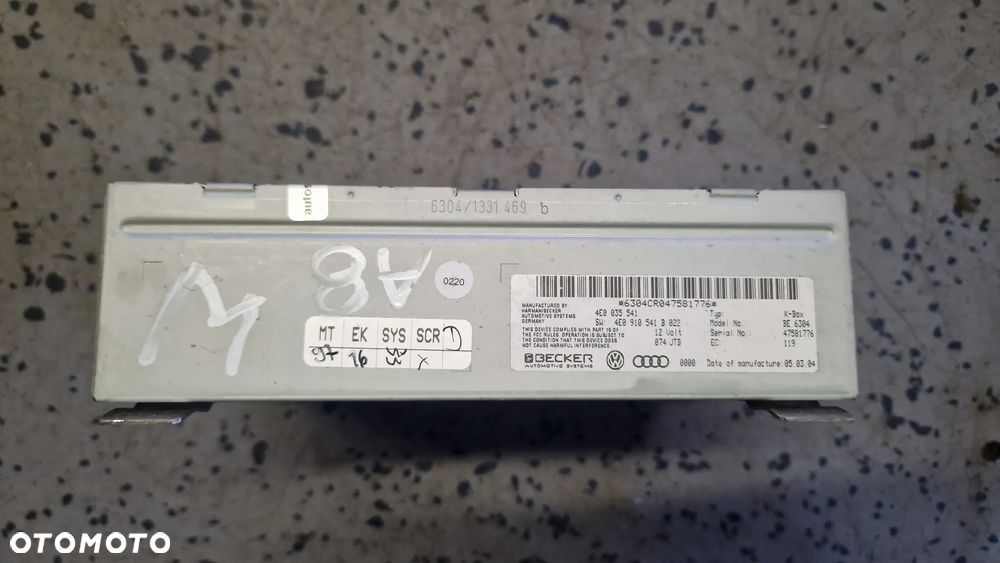 autos
6304/1331 469 b
A8
0220
MT EK SYS SCR
97 16 33 x
*6304CR047581776*
MANUFACTURED BY:
HARMAN/BECKER
AUTOMOTIVE SYSTEMS
GERMANY
4E0 035 541
SW: 4E0 910 541 B 022
12 Volt
074 JTB
Typ: K-Box
Model No.: BE 6304
Serial No.: 47581776
EC: 119
THIS DEVICE COMPLIES WITH PART 15 OF
THE FCC RULES. OPERATION IS SUBJECT TO
THE CONDITION THAT THIS DEVICE DOES
NOT CAUSE HARMFUL INTERFERENCE.
BECKER
AUTOMOTIVE SYSTEMS
0000 Date of manufacture: 05.03.04
OTOMOTO